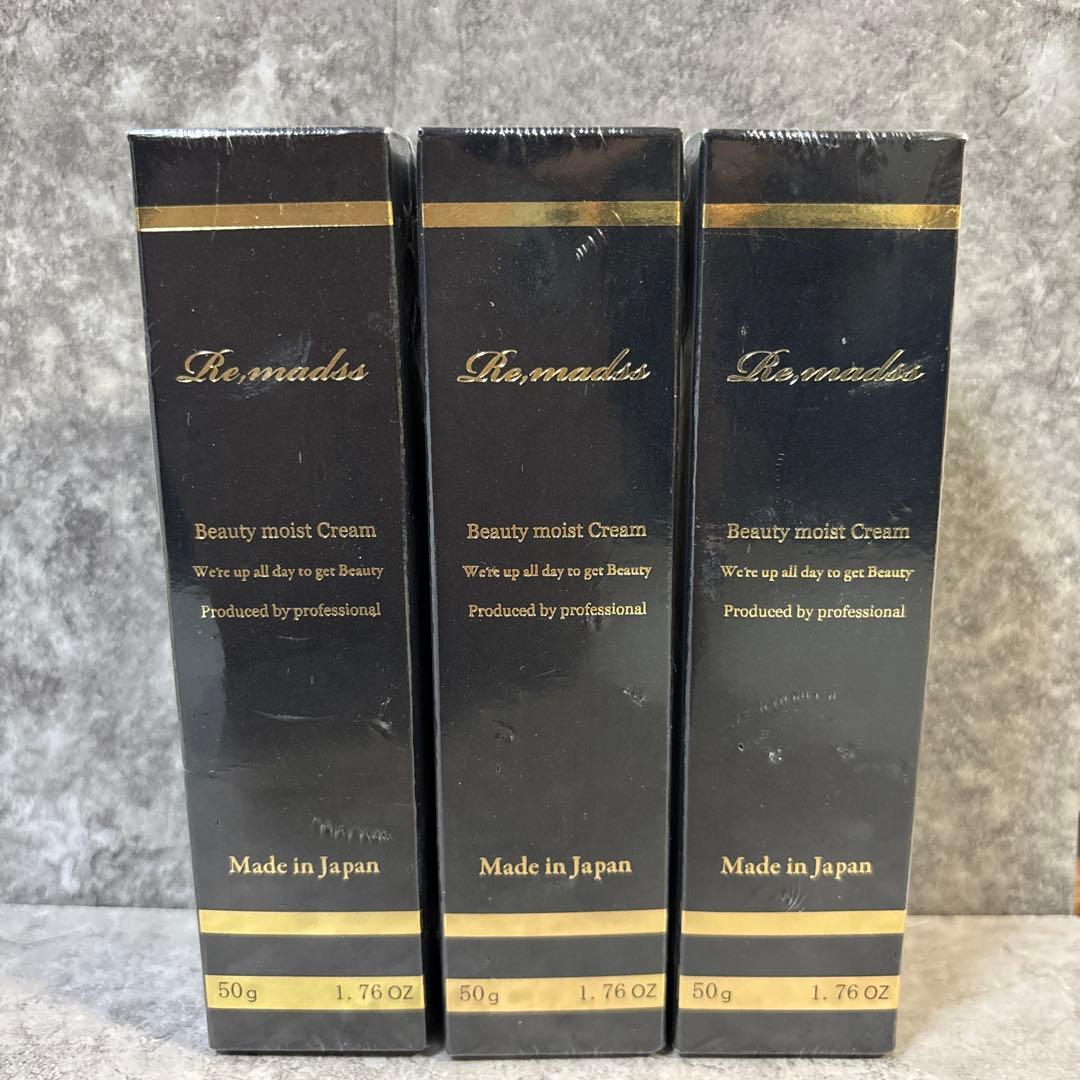 Re,madss
Beauty moist Cream
We're up all day to get Beauty
Produced by professional
Made in Japan
50g 1.76 OZ
Re,madss
Beauty moist Cream
We're up all day to get Beauty
Produced by professional
Made in Japan
50g 1.76 OZ
Re,madss
Beauty moist Cream
We're up all day to get Beauty
Produced by professional
Made in Japan
50g 1.76 OZ